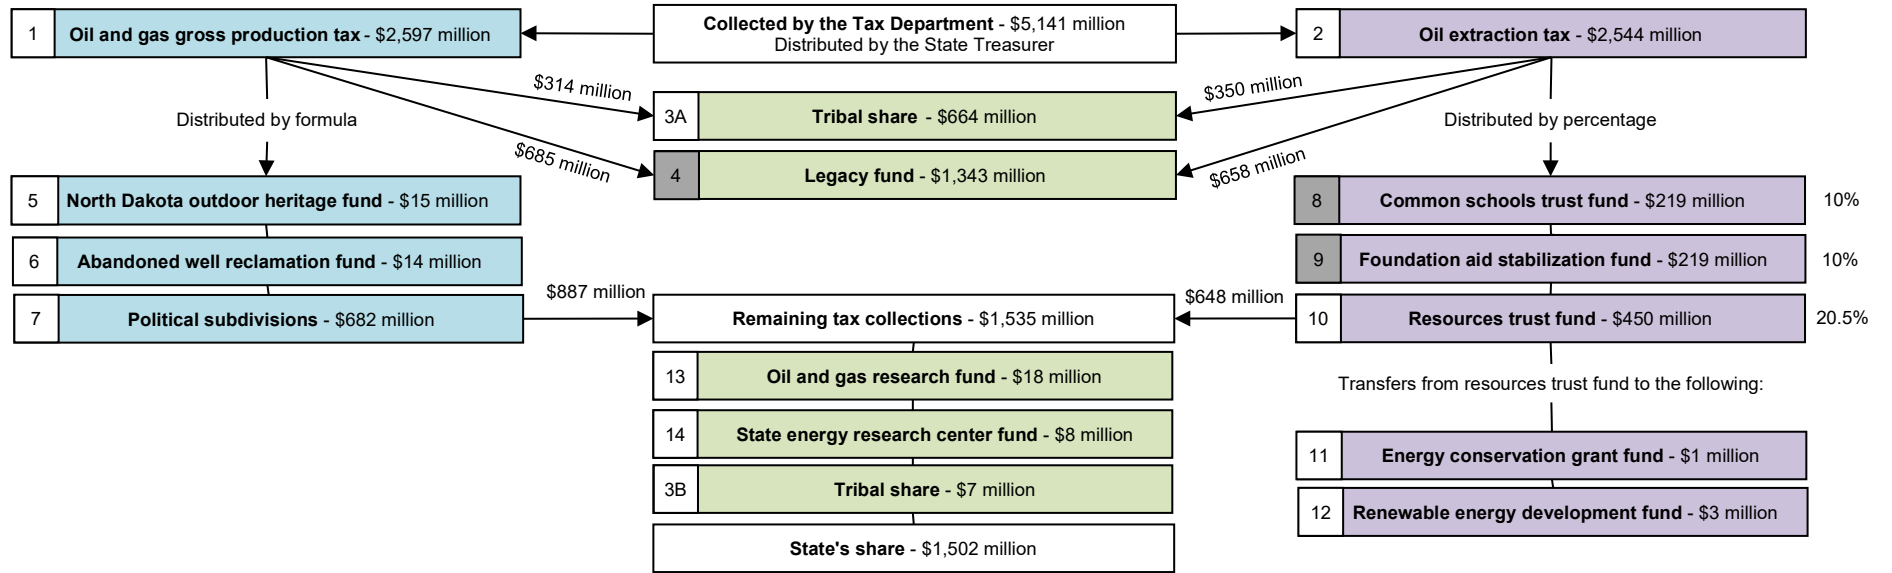 1 Oil and gas gross production tax - $2,597 million
Collected by the Tax Department - $5,141 million
Distributed by the State Treasurer
2 Oil extraction tax - $2,544 million
$314 million
$350 million
3A Tribal share - $664 million
Distributed by formula
Distributed by percentage
$685 million
$658 million
4 Legacy fund - $1,343 million
5 North Dakota outdoor heritage fund - $15 million
8 Common schools trust fund - $219 million 10%
6 Abandoned well reclamation fund - $14 million
9 Foundation aid stabilization fund - $219 million 10%
7 Political subdivisions - $682 million
$887 million
Remaining tax collections - $1,535 million
$648 million
10 Resources trust fund - $450 million 20.5%
13 Oil and gas research fund - $18 million
Transfers from resources trust fund to the following:
14 State energy research center fund - $8 million
11 Energy conservation grant fund - $1 million
3B Tribal share - $7 million
12 Renewable energy development fund - $3 million
State's share - $1,502 million